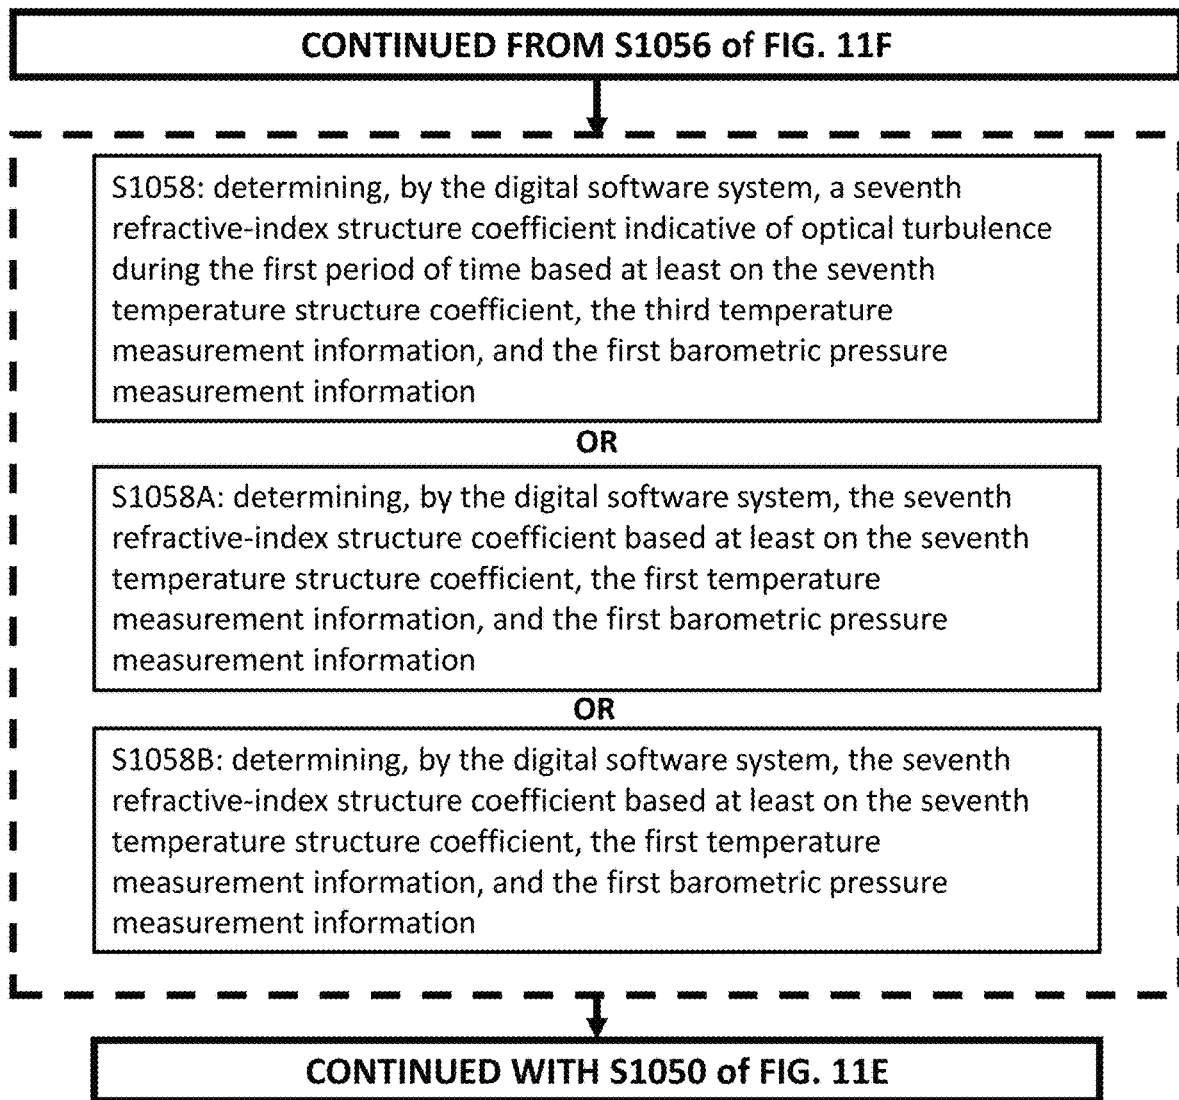 CONTINUED FROM S1056 of FIG. 11F
S1058: determining, by the digital software system, a seventh
refractive-index structure coefficient indicative of optical turbulence
during the first period of time based at least on the seventh
temperature structure coefficient, the third temperature
measurement information, and the first barometric pressure
measurement information
OR
S1058A: determining, by the digital software system, the seventh
refractive-index structure coefficient based at least on the seventh
temperature structure coefficient, the first temperature
measurement information, and the first barometric pressure
measurement information
OR
S1058B: determining, by the digital software system, the seventh
refractive-index structure coefficient based at least on the seventh
temperature structure coefficient, the first temperature
measurement information, and the first barometric pressure
measurement information
CONTINUED WITH S1050 of FIG. 11E